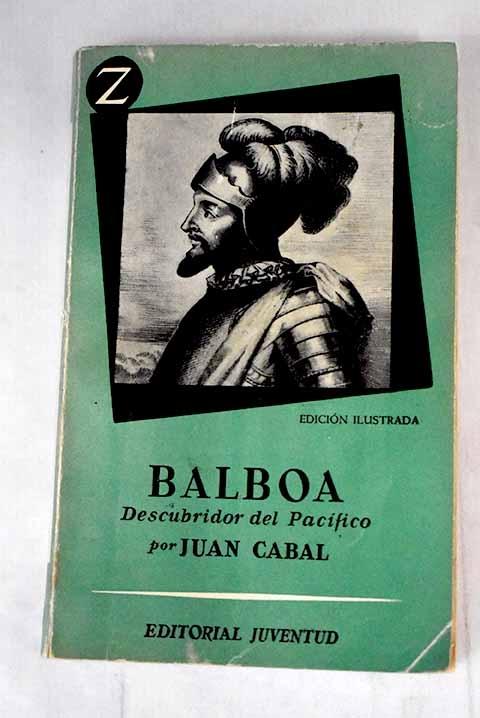 Z
EDICIÓN ILUSTRADA
BALBOA
Descubridor del Pacífico
por JUAN CABAL
EDITORIAL JUVENTUD